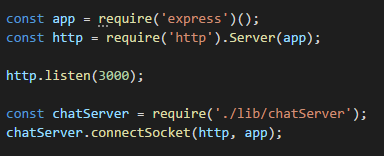 const app = require('express')();
const http = require('http').Server(app);
http.listen(3000);
const chatServer = require('./lib/chatServer');
chatServer.connectSocket(http, app);